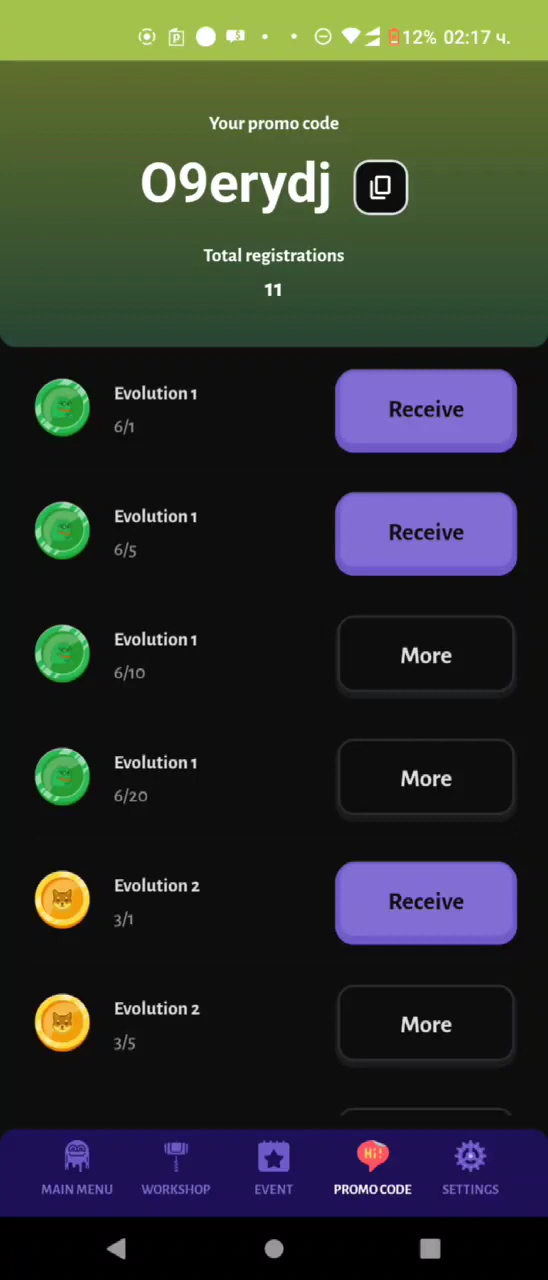 12% 02:17 ч.
Your promo code
O9erydj
Total registrations
11
Evolution 1
6/1
Receive
Evolution 1
6/5
Receive
Evolution 1
6/10
More
Evolution 1
6/20
More
Evolution 2
3/1
Receive
Evolution 2
3/5
More
Hi!
MAIN MENU
WORKSHOP
EVENT
PROMO CODE
SETTINGS